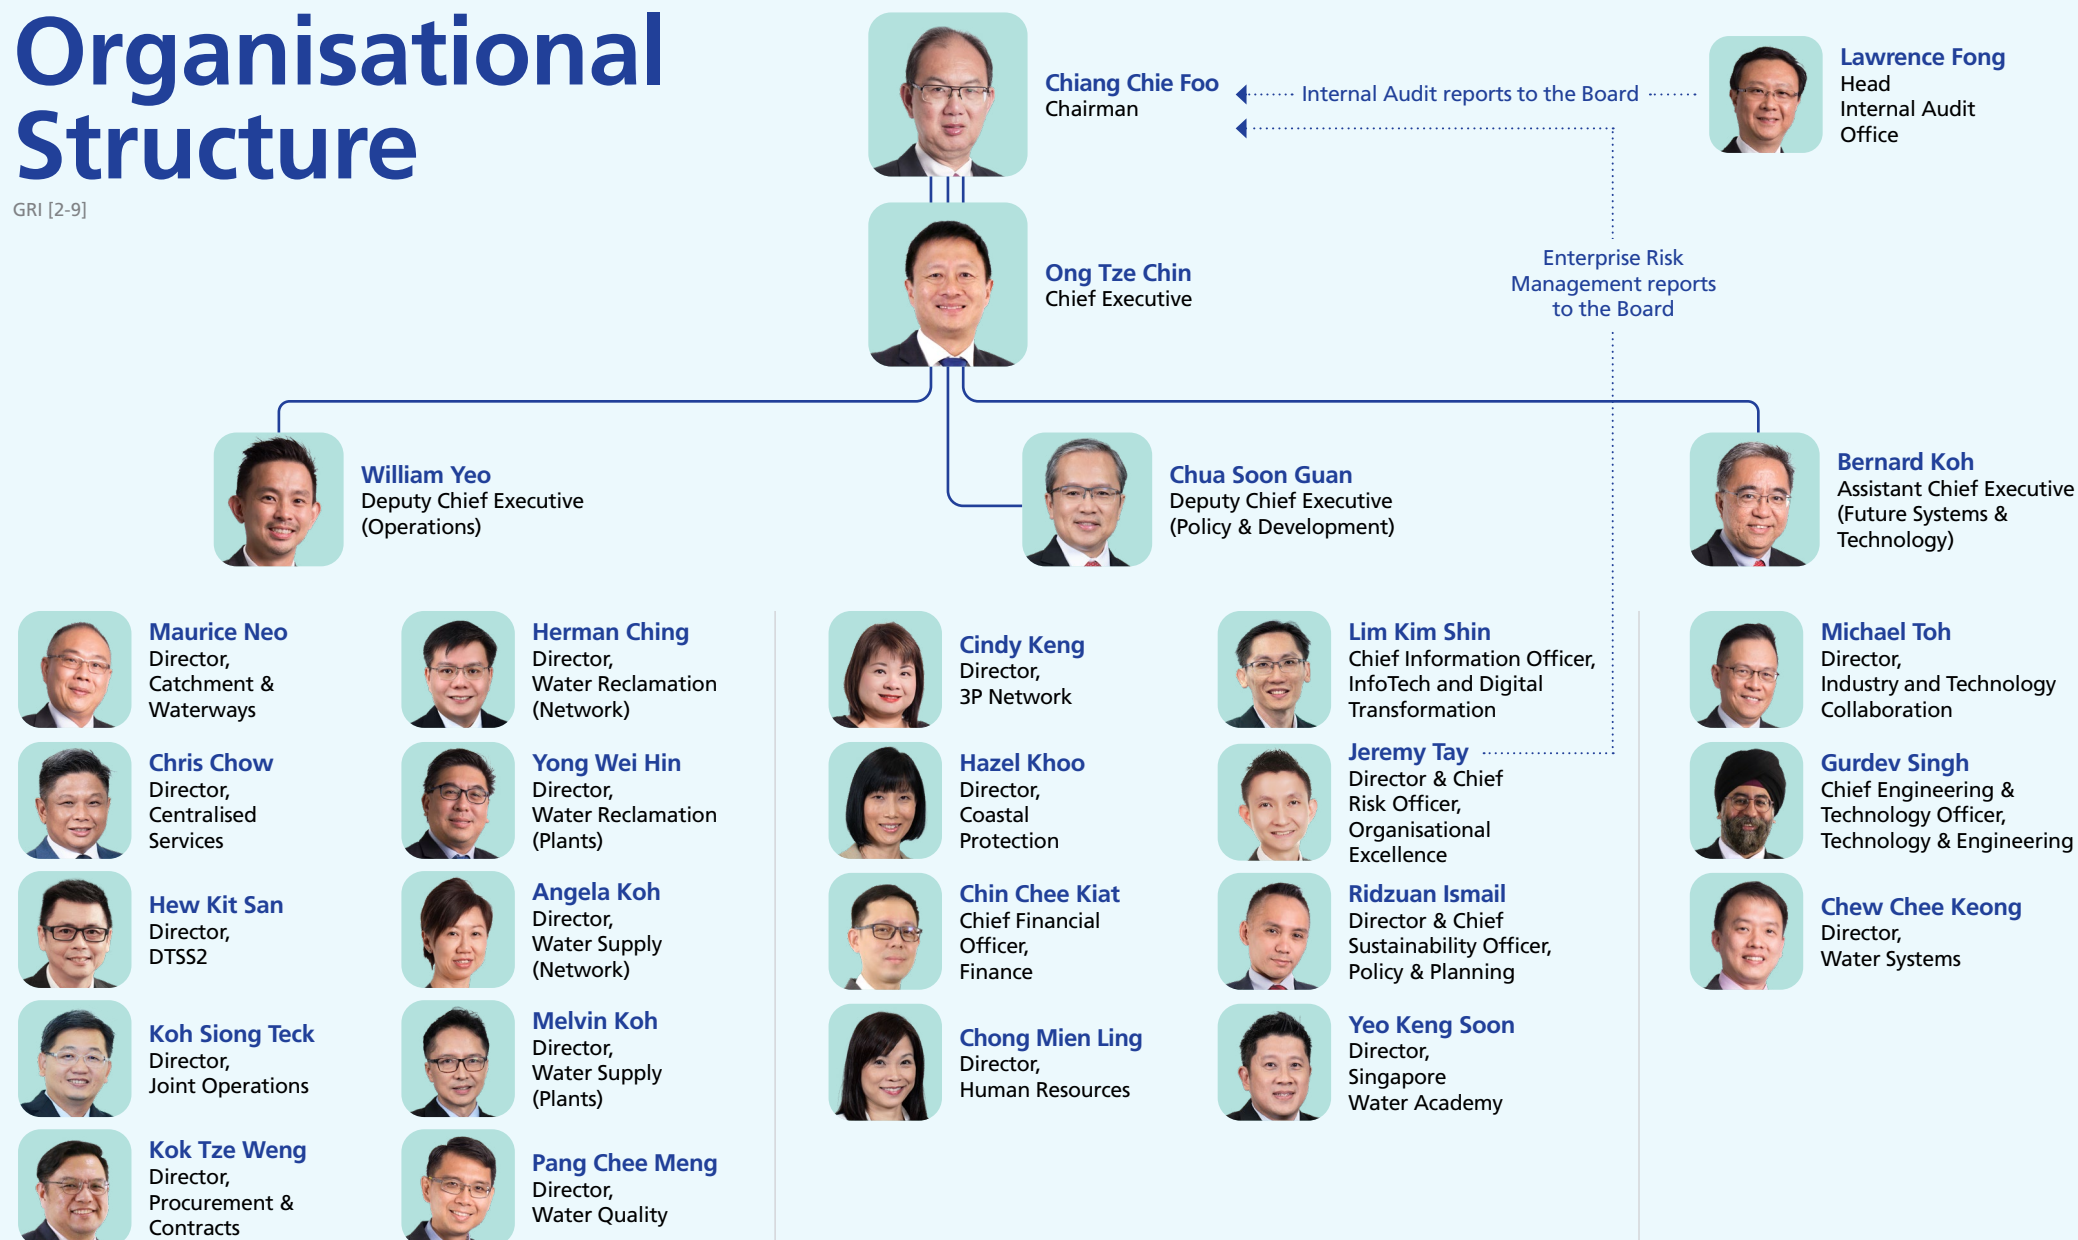 Organisational
Structure
GRI [2-9]
Chiang Chie Foo
Chairman
Internal Audit reports to the Board
Lawrence Fong
Head
Internal Audit
Office
Ong Tze Chin
Chief Executive
Enterprise Risk
Management reports
to the Board
William Yeo
Deputy Chief Executive
(Operations)
Chua Soon Guan
Deputy Chief Executive
(Policy & Development)
Bernard Koh
Assistant Chief Executive
(Future Systems &
Technology)
Maurice Neo
Director,
Catchment &
Waterways
Chris Chow
Director,
Centralised
Services
Hew Kit San
Director,
DTSS2
Koh Siong Teck
Director,
Joint Operations
Kok Tze Weng
Director,
Procurement &
Contracts
Herman Ching
Director,
Water Reclamation
(Network)
Yong Wei Hin
Director,
Water Reclamation
(Plants)
Angela Koh
Director,
Water Supply
(Network)
Melvin Koh
Director,
Water Supply
(Plants)
Pang Chee Meng
Director,
Water Quality
Cindy Keng
Director,
3P Network
Hazel Khoo
Director,
Coastal
Protection
Chin Chee Kiat
Chief Financial
Officer,
Finance
Chong Mien Ling
Director,
Human Resources
Lim Kim Shin
Chief Information Officer,
InfoTech and Digital
Transformation
Jeremy Tay
Director & Chief
Risk Officer,
Organisational
Excellence
Ridzuan Ismail
Director & Chief
Sustainability Officer,
Policy & Planning
Yeo Keng Soon
Director,
Singapore
Water Academy
Michael Toh
Director,
Industry and Technology
Collaboration
Gurdev Singh
Chief Engineering &
Technology Officer,
Technology & Engineering
Chew Chee Keong
Director,
Water Systems